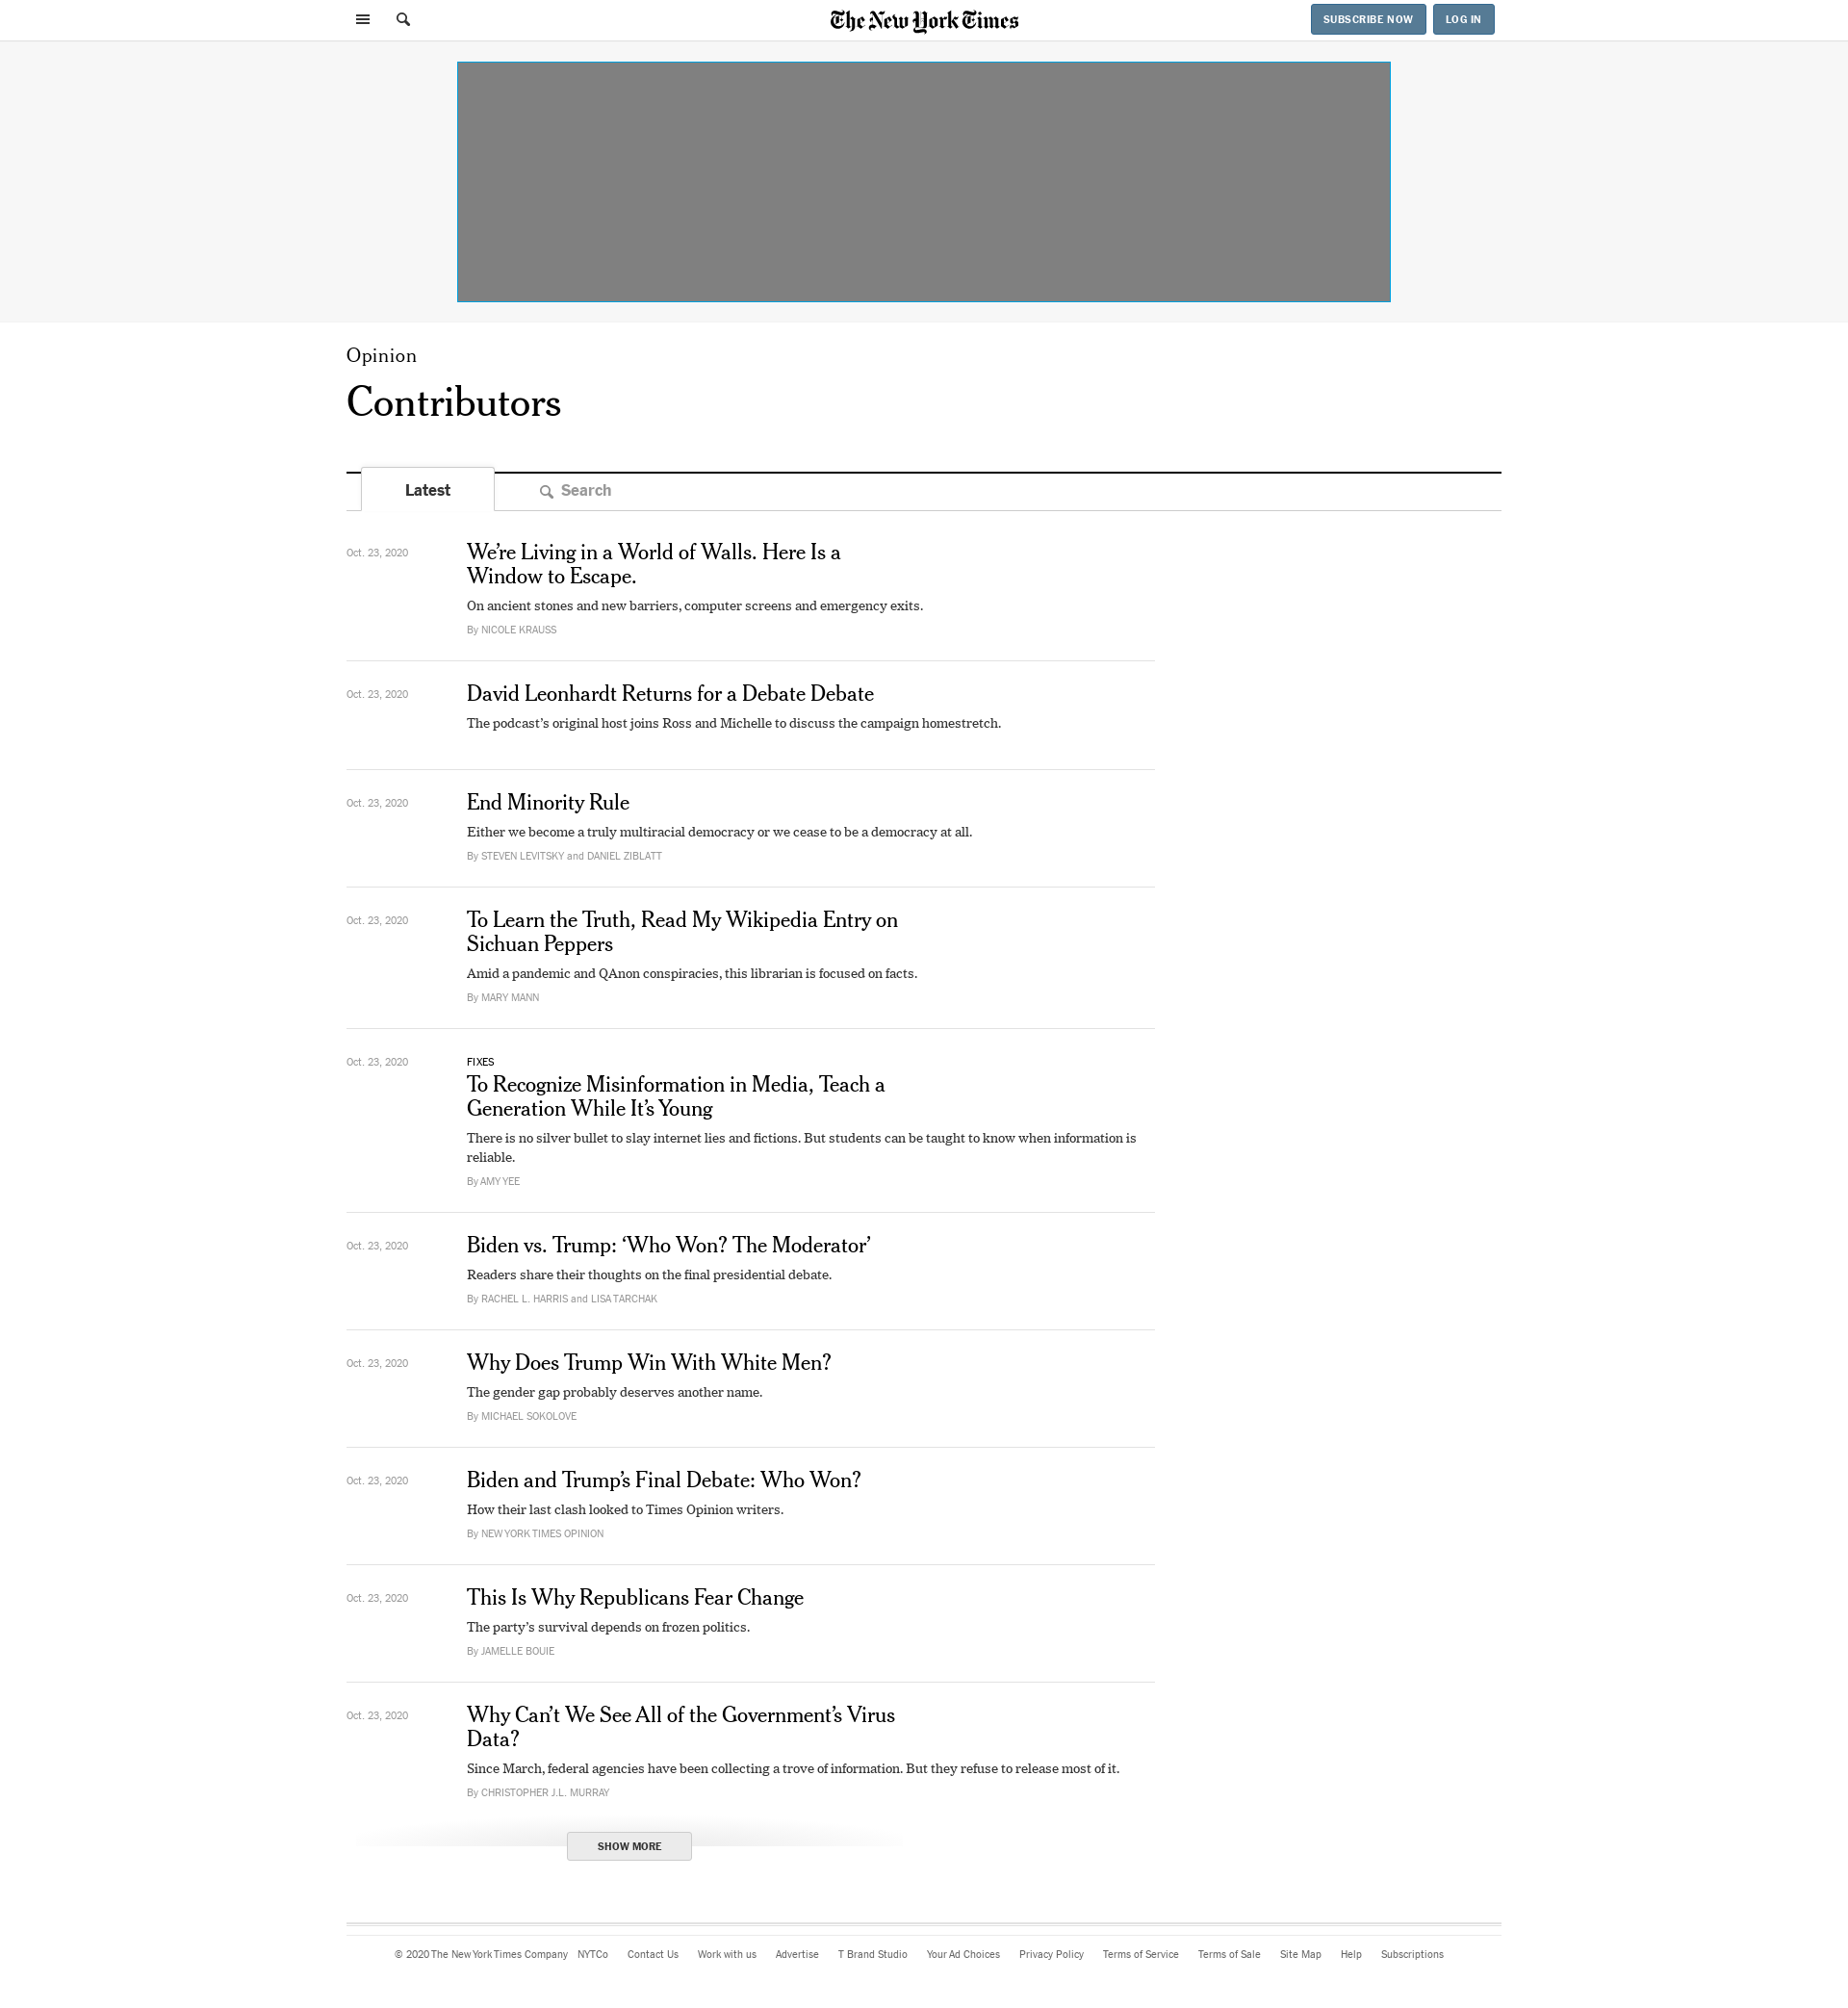 The New York Times
SUBSCRIBE NOW
LOG IN
Opinion
Contributors
Latest
Search
Oct. 23, 2020
We’re Living in a World of Walls. Here Is a
Window to Escape.
On ancient stones and new barriers, computer screens and emergency exits.
By NICOLE KRAUSS
Oct. 23, 2020
David Leonhardt Returns for a Debate Debate
The podcast’s original host joins Ross and Michelle to discuss the campaign homestretch.
Oct. 23, 2020
End Minority Rule
Either we become a truly multiracial democracy or we cease to be a democracy at all.
By STEVEN LEVITSKY and DANIEL ZIBLATT
Oct. 23, 2020
To Learn the Truth, Read My Wikipedia Entry on
Sichuan Peppers
Amid a pandemic and QAnon conspiracies, this librarian is focused on facts.
By MARY MANN
Oct. 23, 2020
FIXES
To Recognize Misinformation in Media, Teach a
Generation While It’s Young
There is no silver bullet to slay internet lies and fictions. But students can be taught to know when information is
reliable.
By AMY YEE
Oct. 23, 2020
Biden vs. Trump: ‘Who Won? The Moderator’
Readers share their thoughts on the final presidential debate.
By RACHEL L. HARRIS and LISA TARCHAK
Oct. 23, 2020
Why Does Trump Win With White Men?
The gender gap probably deserves another name.
By MICHAEL SOKOLOVE
Oct. 23, 2020
Biden and Trump’s Final Debate: Who Won?
How their last clash looked to Times Opinion writers.
By NEW YORK TIMES OPINION
Oct. 23, 2020
This Is Why Republicans Fear Change
The party’s survival depends on frozen politics.
By JAMELLE BOUIE
Oct. 23, 2020
Why Can’t We See All of the Government’s Virus
Data?
Since March, federal agencies have been collecting a trove of information. But they refuse to release most of it.
By CHRISTOPHER J.L. MURRAY
SHOW MORE
© 2020 The New York Times Company NYTCo Contact Us Work with us Advertise T Brand Studio Your Ad Choices Privacy Policy Terms of Service Terms of Sale Site Map Help Subscriptions